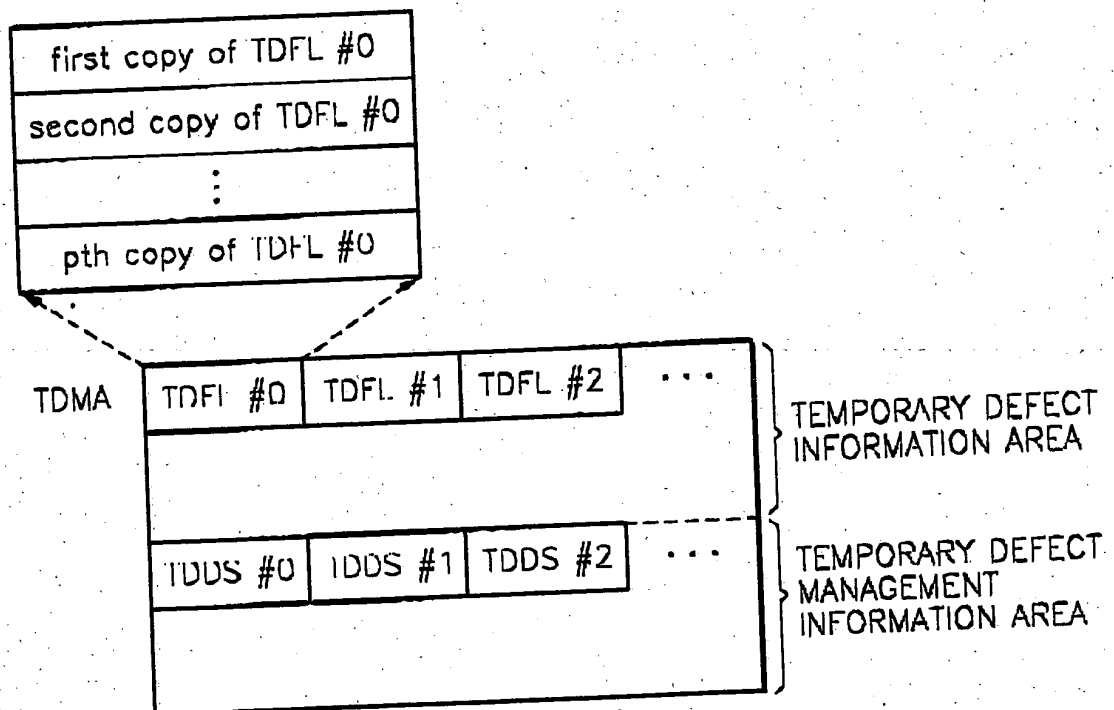 first copy of TDFL #0
second copy of TDFL #0
⋮
pth copy of TDFL #0
TDMA
TDFL #0
TDFL #1
TDFL #2
...
TEMPORARY DEFECT
INFORMATION AREA
TDDS #0
TDDS #1
TDDS #2
...
TEMPORARY DEFECT
MANAGEMENT
INFORMATION AREA